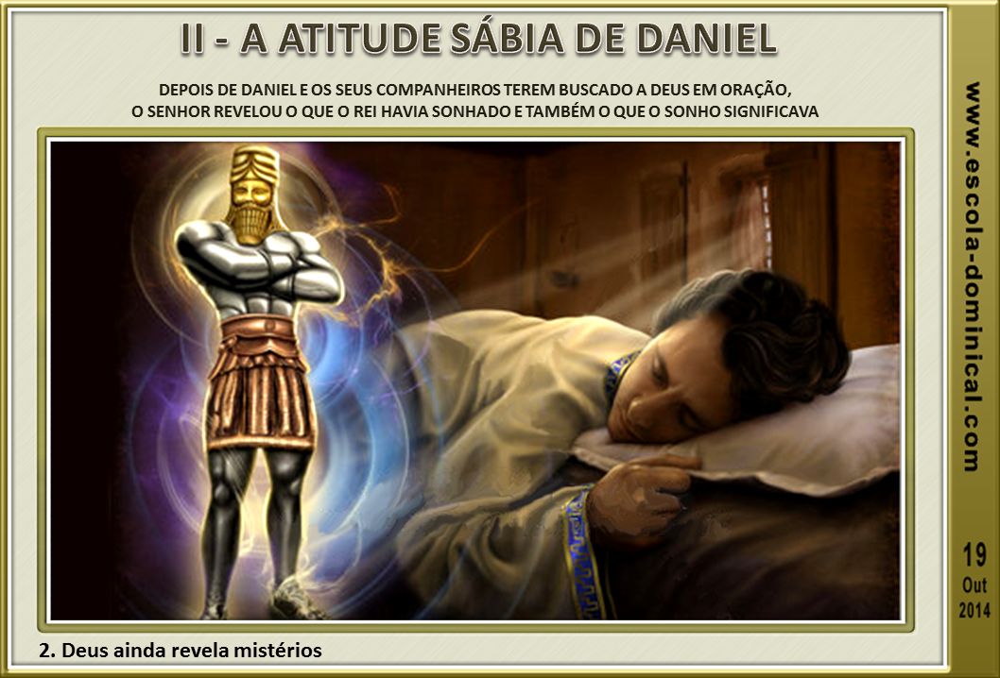 II - A ATITUDE SÁBIA DE DANIEL
DEPOIS DE DANIEL E OS SEUS COMPANHEIROS TEREM BUSCADO A DEUS EM ORAÇÃO,
O SENHOR REVELOU O QUE O REI HAVIA SONHADO E TAMBÉM O QUE O SONHO SIGNIFICAVA
2. Deus ainda revela mistérios
www.escola-dominical.com
19
Out
2014